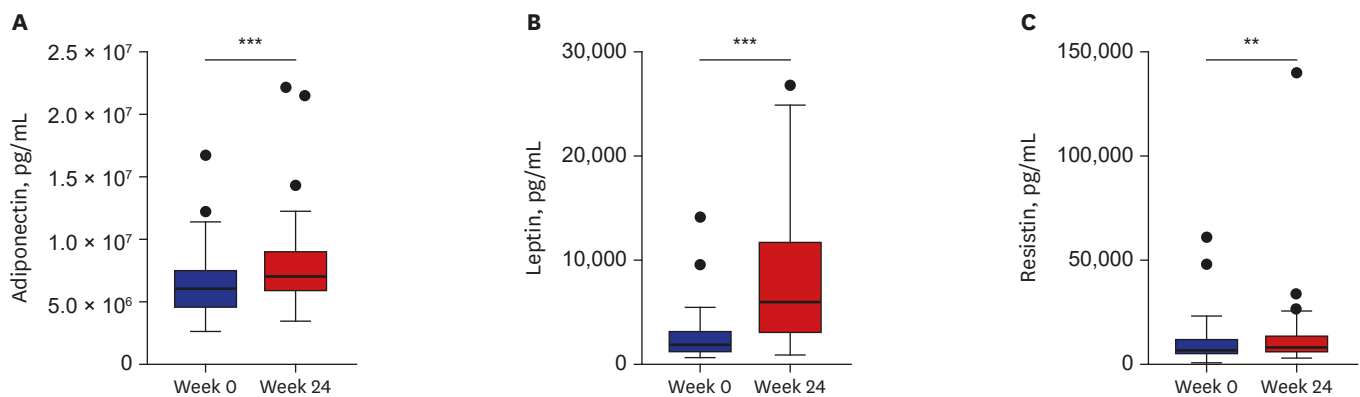 A
Adiponectin, pg/mL
2.5 × 10⁷
2.0 × 10⁷
1.5 × 10⁷
1.0 × 10⁷
5.0 × 10⁶
0
***
Week 0
Week 24
B
Leptin, pg/mL
30,000
20,000
10,000
0
***
Week 0
Week 24
C
Resistin, pg/mL
150,000
100,000
50,000
0
**
Week 0
Week 24